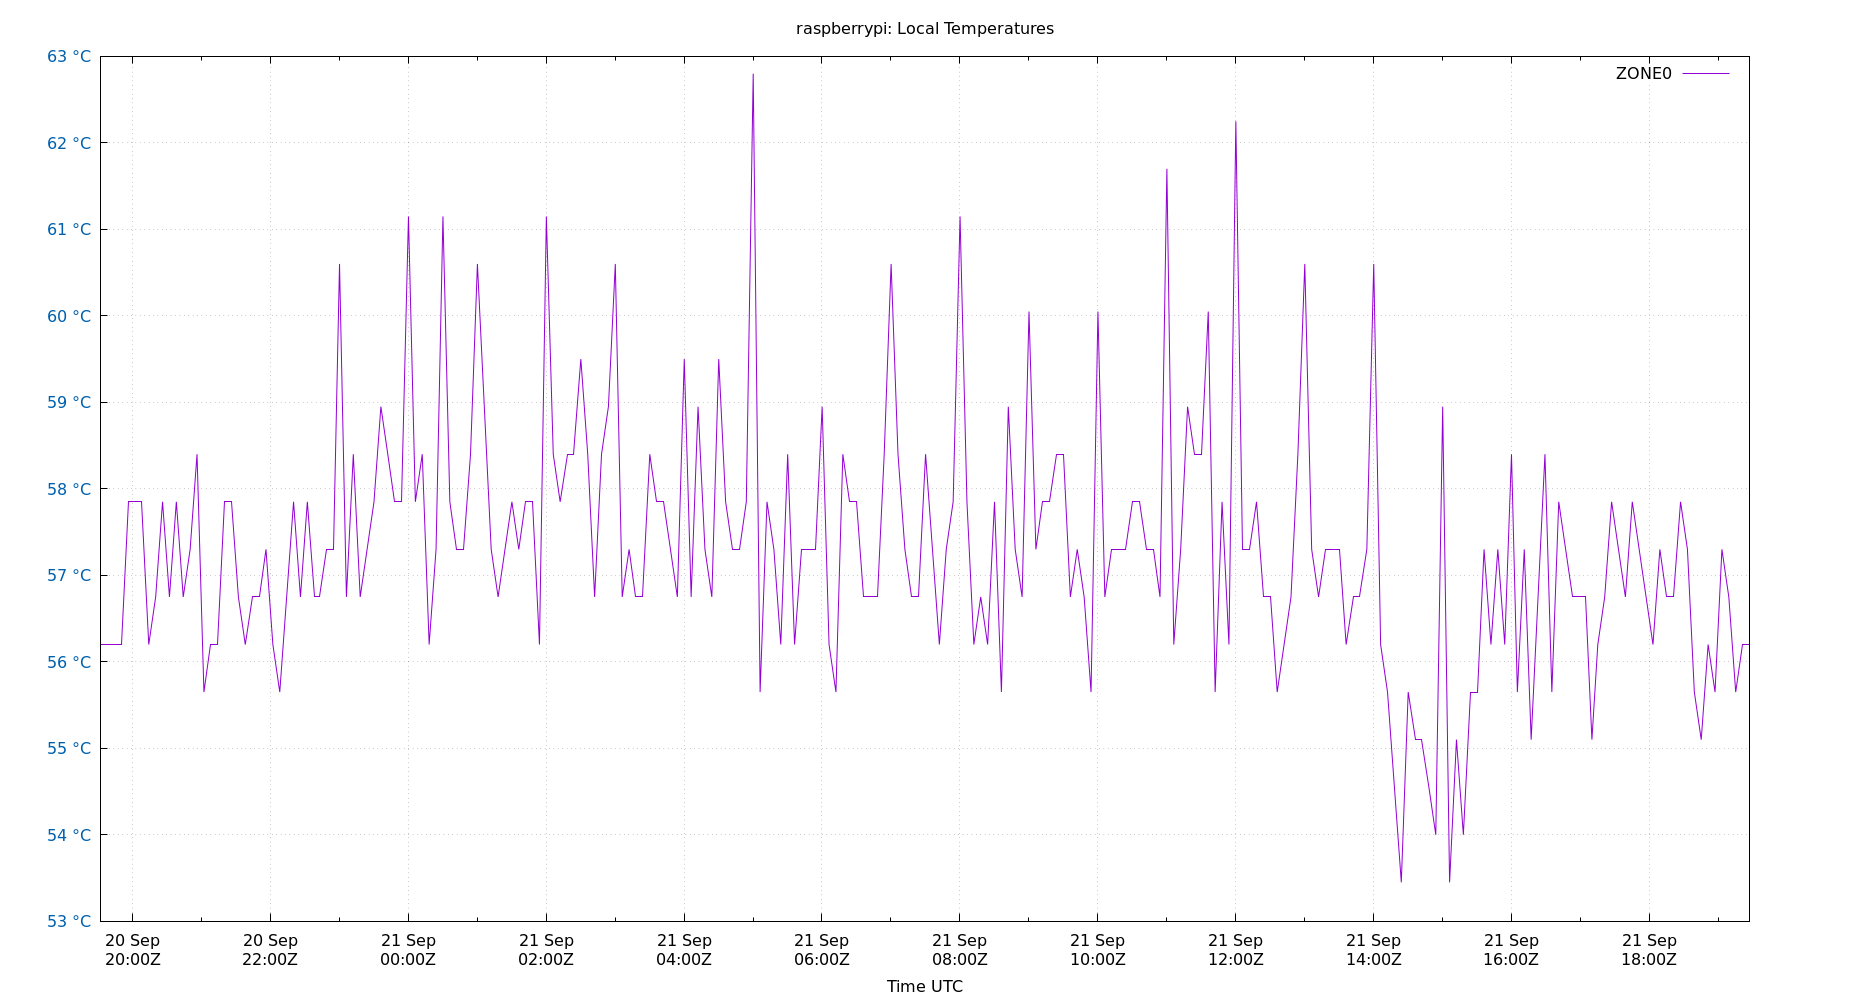 raspberrypi: Local Temperatures
63 °C
ZONE0
62 °C
61 °C
60 °C
59 °C
58 °C
57 °C
56 °C
55 °C
54 °C
53 °C
20 Sep 20 Sep 21 Sep 21 Sep 21 Sep 21 Sep 21 Sep 21 Sep 21 Sep 21 Sep 21 Sep 21 Sep
20:00Z 22:00Z 00:00Z 02:00Z 04:00Z 06:00Z 08:00Z 10:00Z 12:00Z 14:00Z 16:00Z 18:00Z
Time UTC